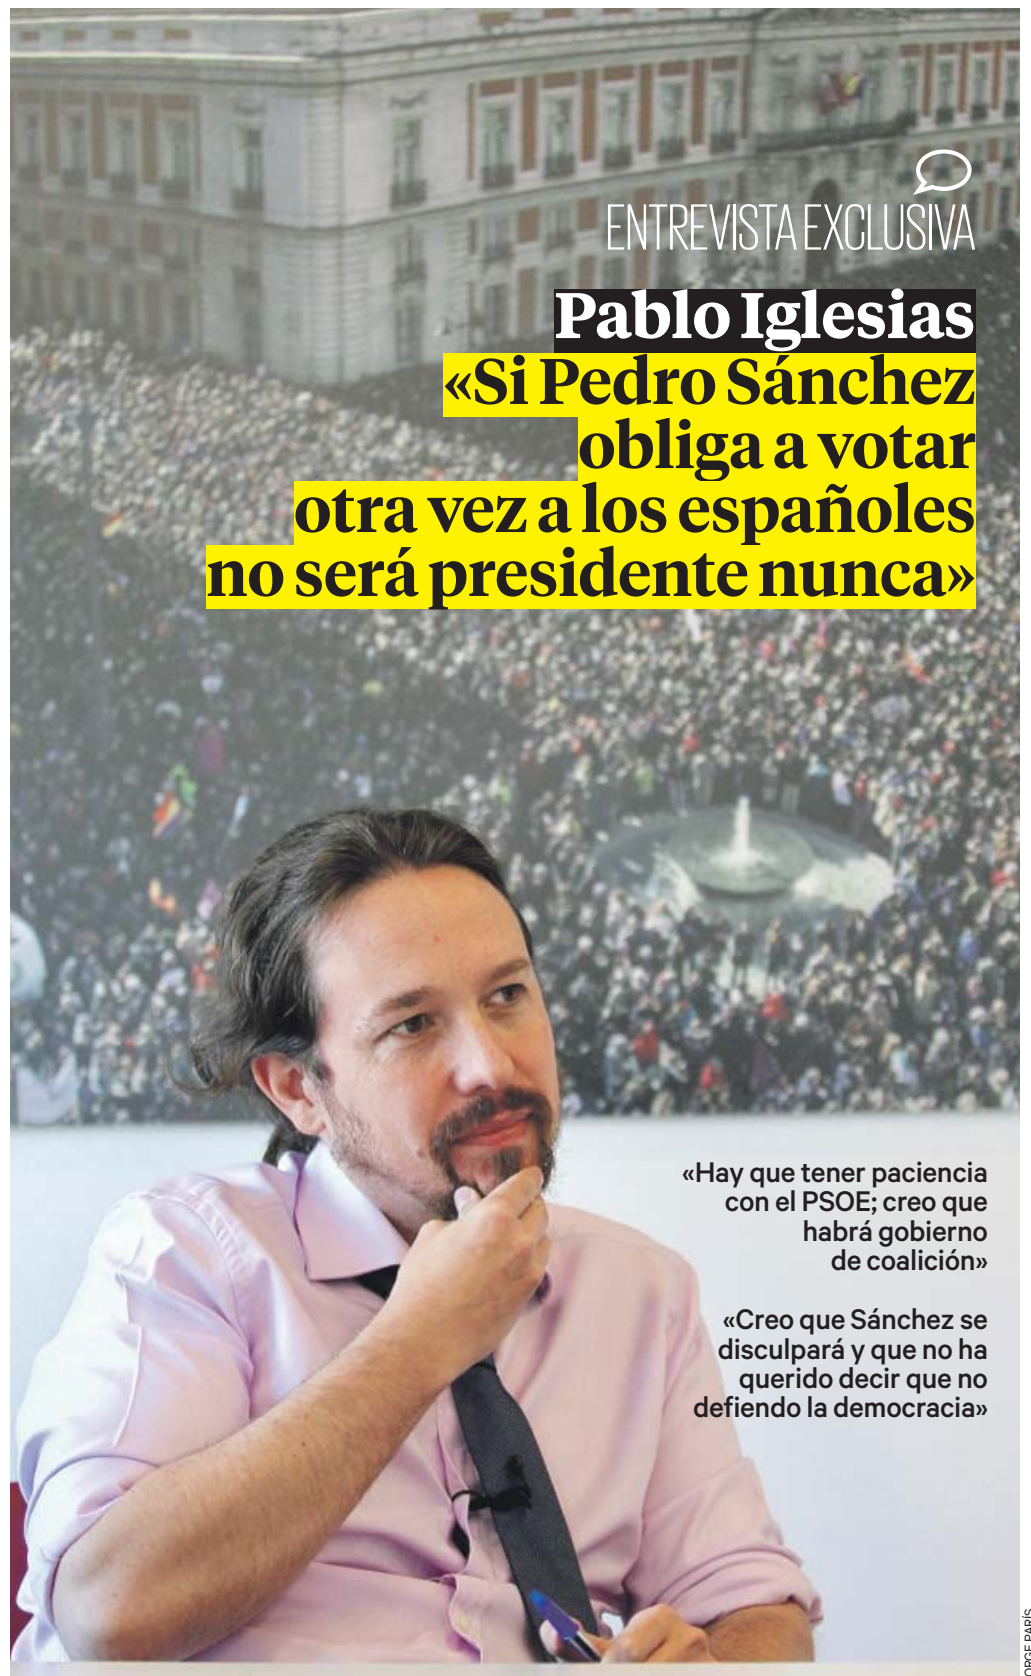 ENTREVISTA EXCLUSIVA
Pablo Iglesias
«Si Pedro Sánchez
obliga a votar
otra vez a los españoles
no será presidente nunca»
«Hay que tener paciencia
con el PSOE; creo que
habrá gobierno
de coalición»
«Creo que Sánchez se
disculpará y que no ha
querido decir que no
defiendo la democracia»
PARÍS